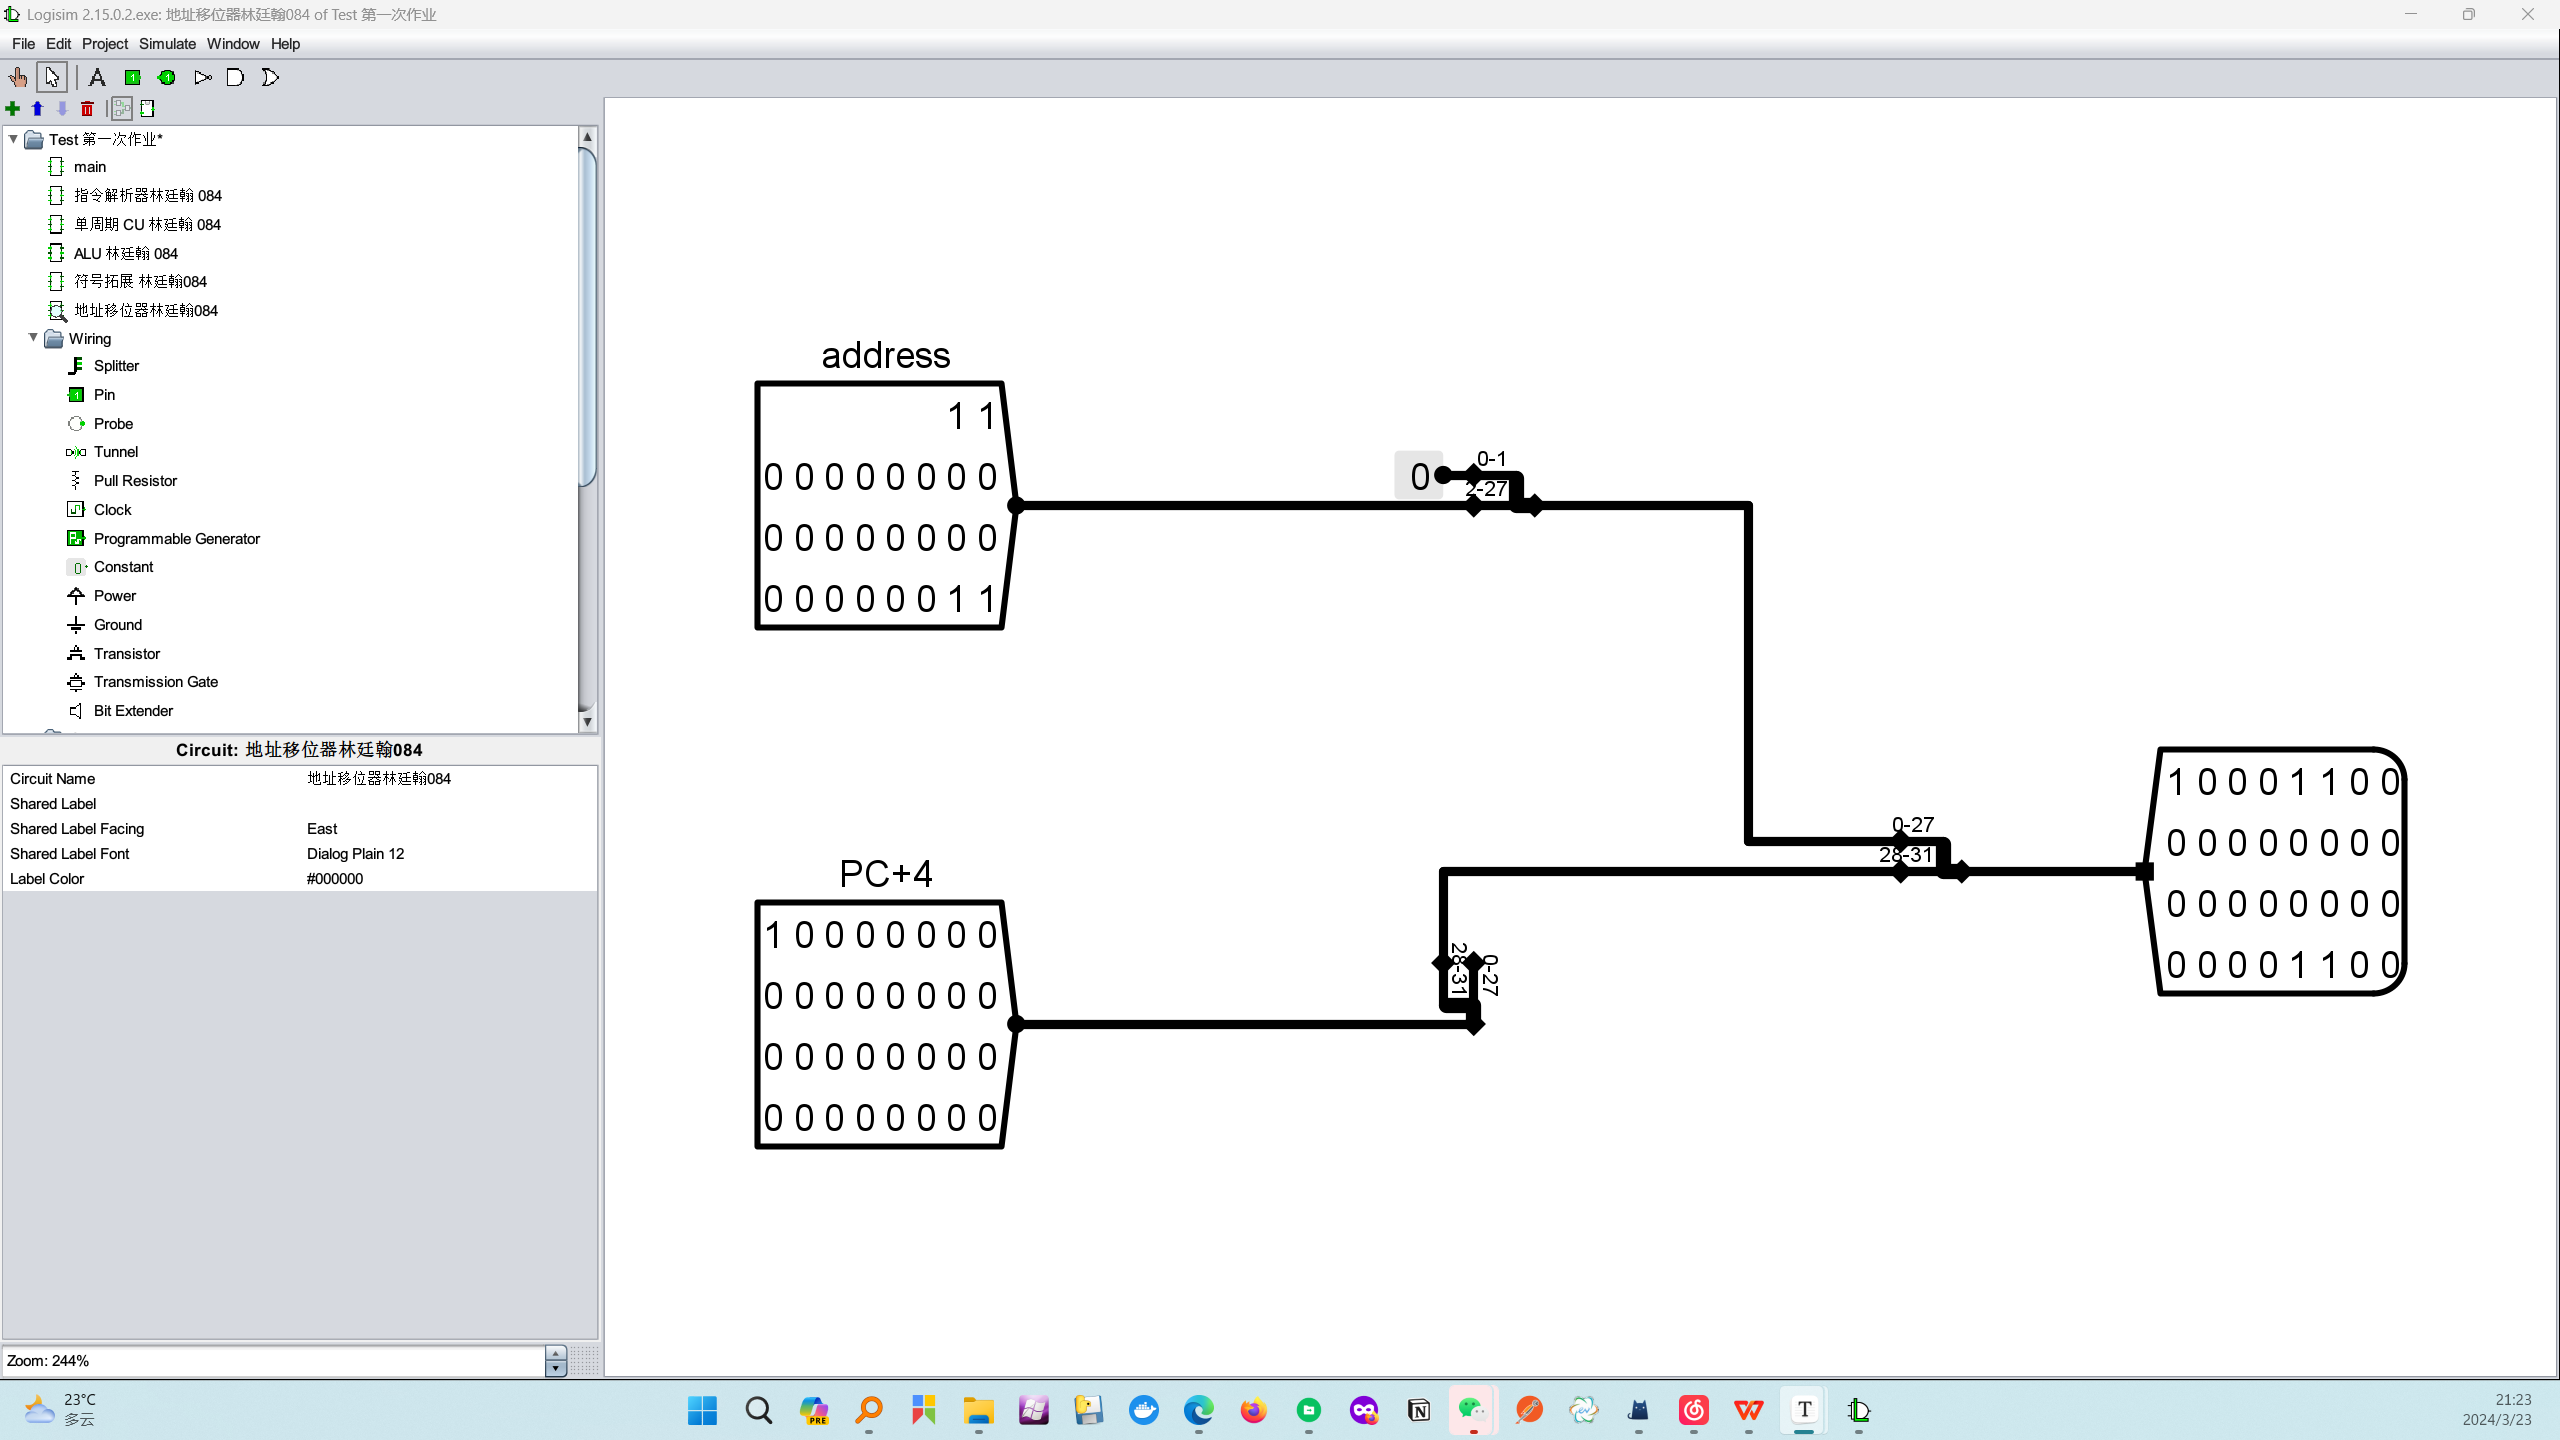 Logisim 2.15.0.2.exe: 地址移位器林廷翰084 of Test 第一次作业
File Edit Project Simulate Window Help
Test 第一次作业*
main
指令解析器林廷翰 084
单周期 CU 林廷翰 084
ALU 林廷翰 084
符号拓展 林廷翰084
地址移位器林廷翰084
Wiring
Splitter
Pin
Probe
Tunnel
Pull Resistor
Clock
Programmable Generator
Constant
Power
Ground
Transistor
Transmission Gate
Bit Extender
Circuit: 地址移位器林廷翰084
Circuit Name 地址移位器林廷翰084
Shared Label
Shared Label Facing East
Shared Label Font Dialog Plain 12
Label Color #000000
Zoom: 244%
address
1 1
0 0 0 0 0 0 0 0
0 0 0 0 0 0 0 0
0 0 0 0 0 0 1 1
0
0-1
2-27
PC+4
1 0 0 0 0 0 0 0
0 0 0 0 0 0 0 0
0 0 0 0 0 0 0 0
0 0 0 0 0 0 0 0
28-31
0-27
0-27
28-31
1 0 0 0 1 1 0 0
0 0 0 0 0 0 0 0
0 0 0 0 0 0 0 0
0 0 0 0 1 1 0 0
23°C
多云
PRE
21:23
2024/3/23